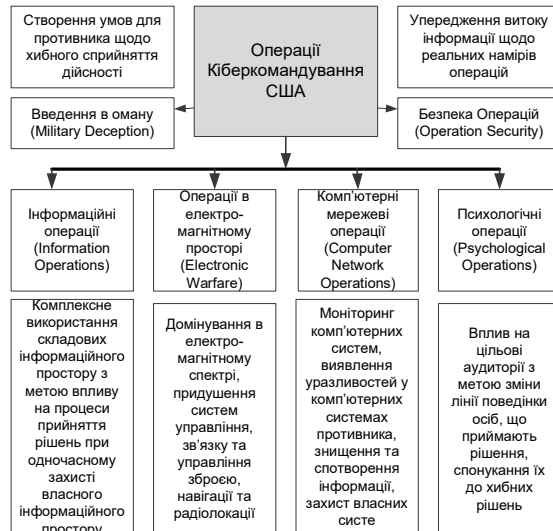 Створення умов для
противника щодо
хибного сприйняття
дійсності
Операції
Кіберкомандування
США
Упередження витоку
інформації щодо
реальних намірів
операцій
Введення в оману
(Military Deception)
Безпека Операцій
(Operation Security)
Інформаційні
операції
(Information
Operations)
Операції в
електро-
магнітному
просторі
(Electronic
Warfare)
Комп’ютерні
мережеві
операції
(Computer
Network
Operations)
Психологічні
операції
(Psychological
Operations)
Комплексне
використання
складових
інформаційного
простору з
метою впливу
на процеси
прийняття
рішень при
одночасному
захисті
власного
інформаційного
простору
Домінування в
електро-
магнітному
спектрі,
придушення
систем
управління,
зв’язку та
управління
зброєю,
навігації та
радіолокації
Моніторинг
комп’ютерних
систем,
виявлення
уразливостей у
комп’ютерних
системах
противника,
знищення та
спотворення
інформації,
захист власних
систе
Вплив на
цільові
аудиторії з
метою зміни
лінії поведінки
осіб, що
приймають
рішення,
спонукання їх
до хибних
рішень